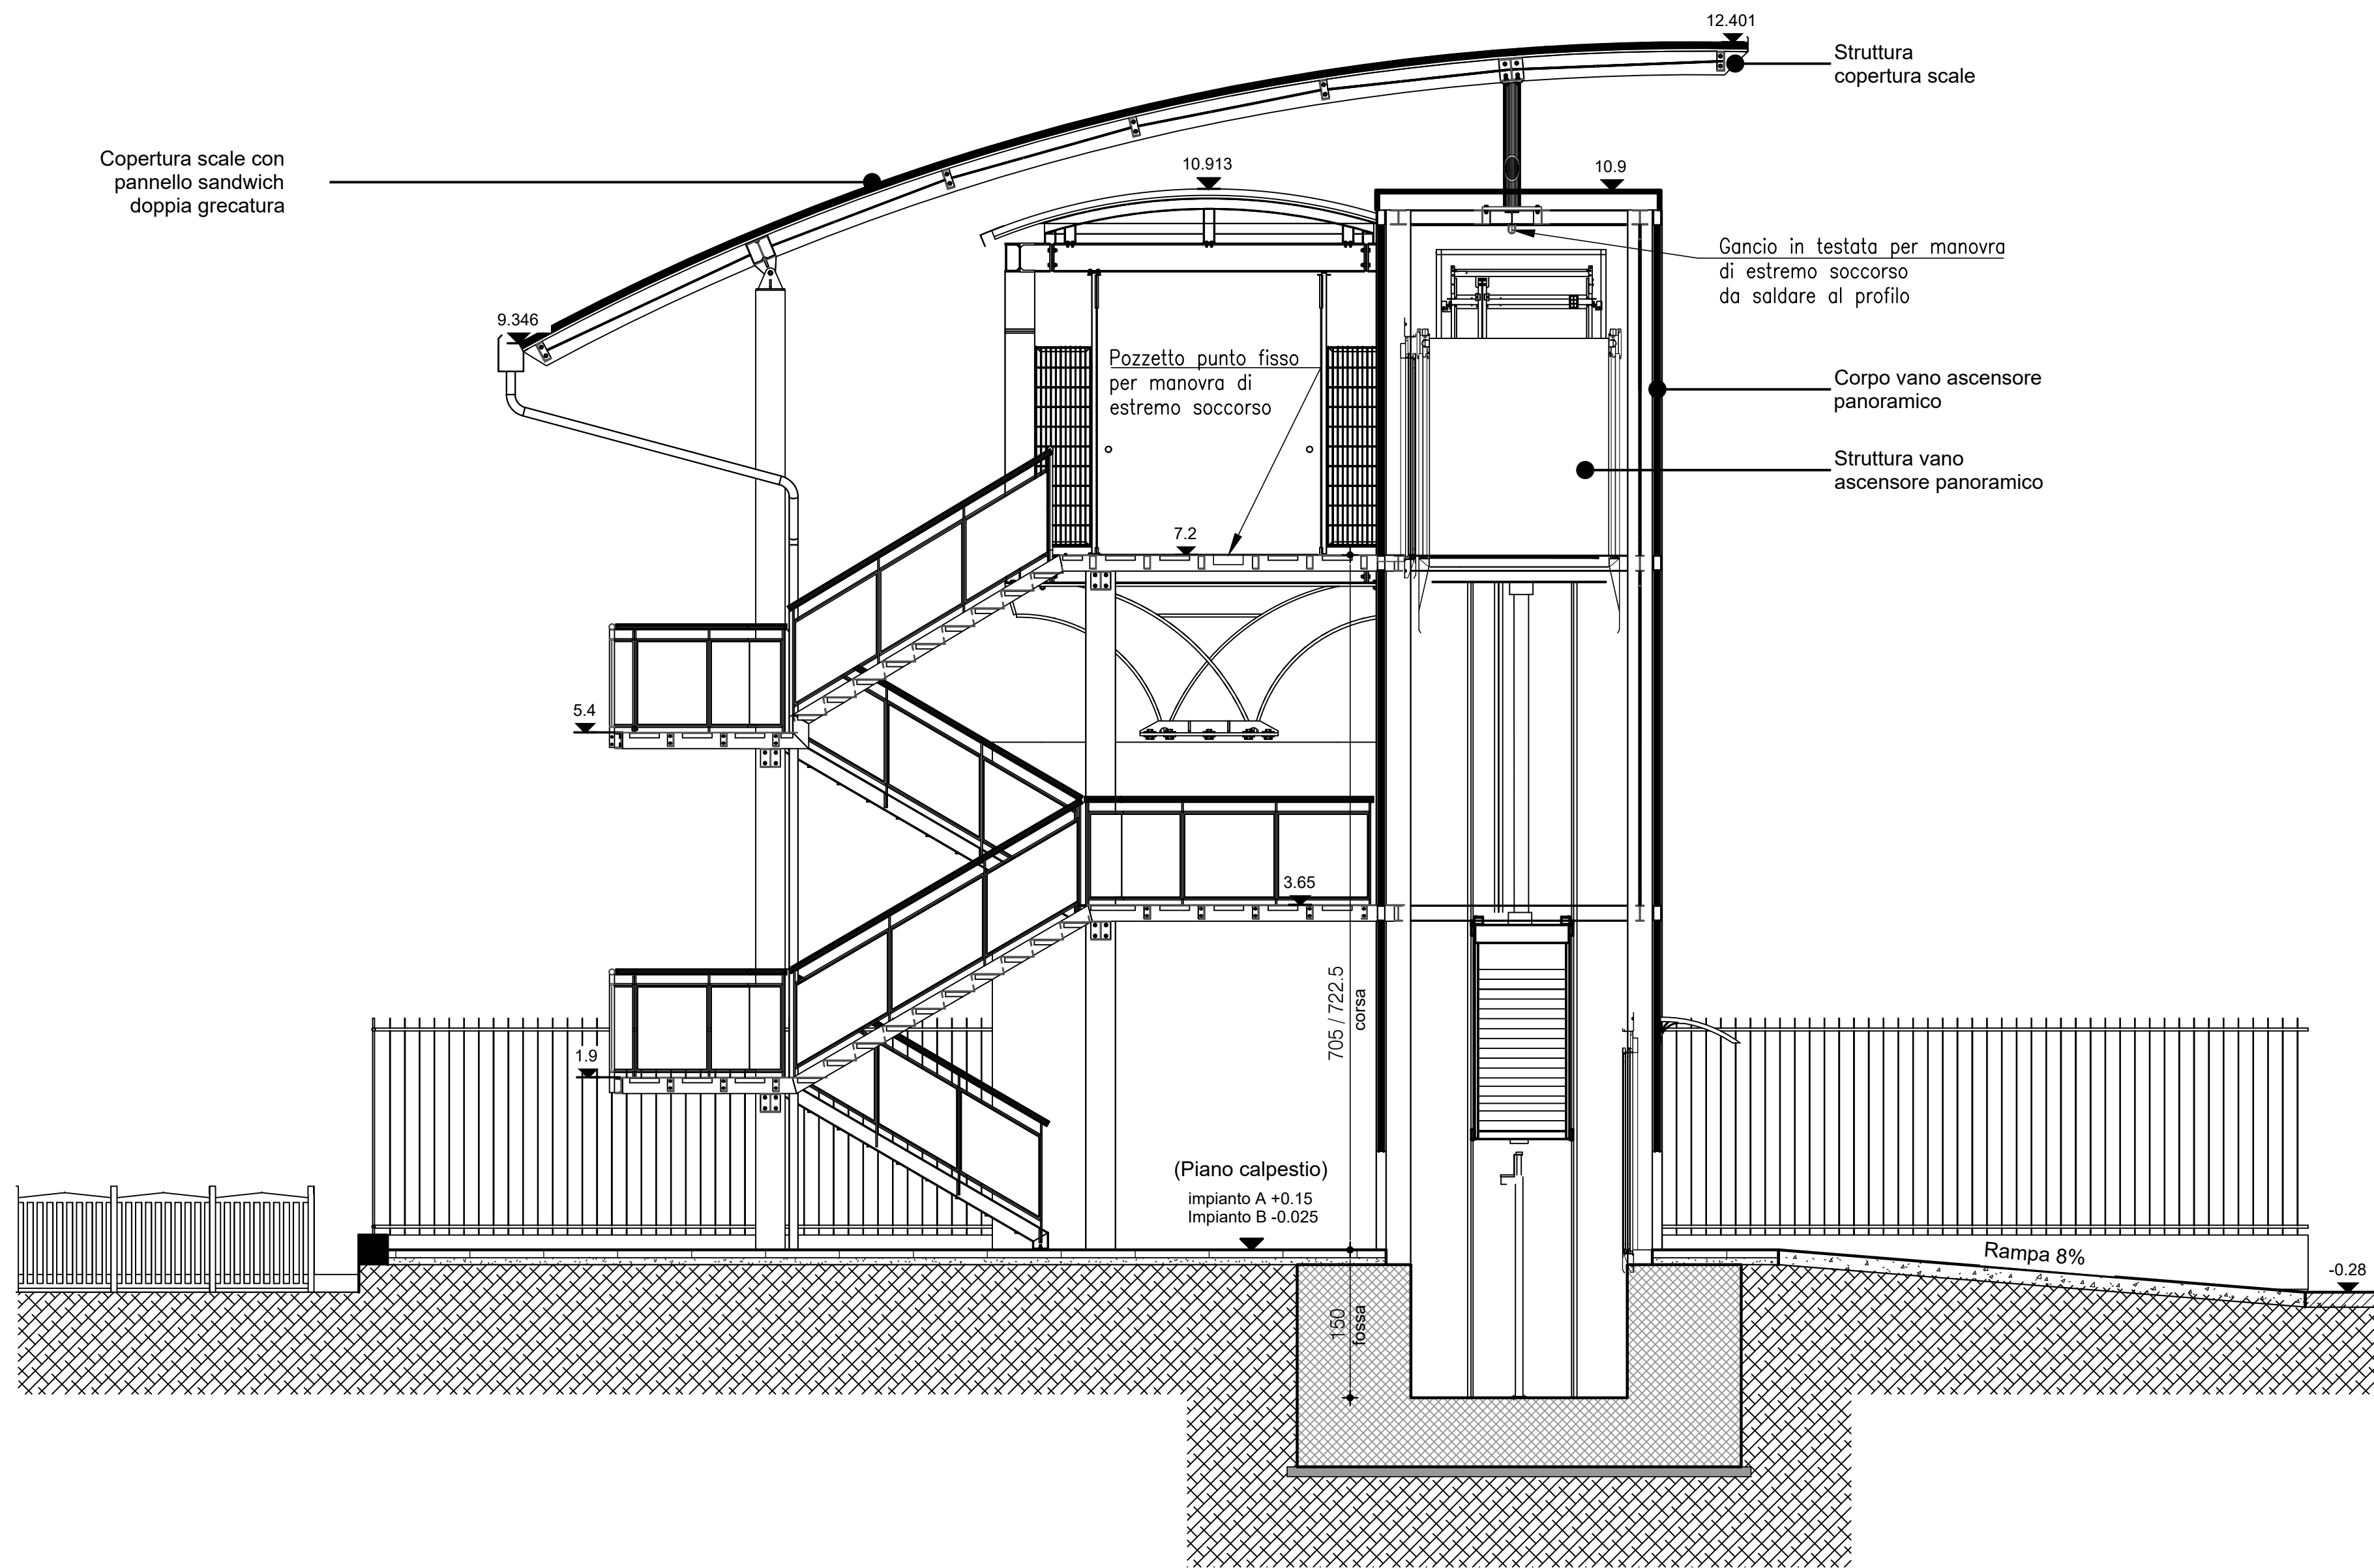 12.401
Struttura
copertura scale
Copertura scale con
pannello sandwich
doppia grecatura
10.913
10.9
Gancio in testata per manovra
di estremo soccorso
da saldare al profilo
9.346
Pozzetto punto fisso
per manovra di
estremo soccorso
Corpo vano ascensore
panoramico
Struttura vano
ascensore panoramico
7.2
5.4
3.65
705 / 722.5
corsa
1.9
(Piano calpestio)
impianto A +0.15
Impianto B -0.025
Rampa 8%
-0.28
150
fossa